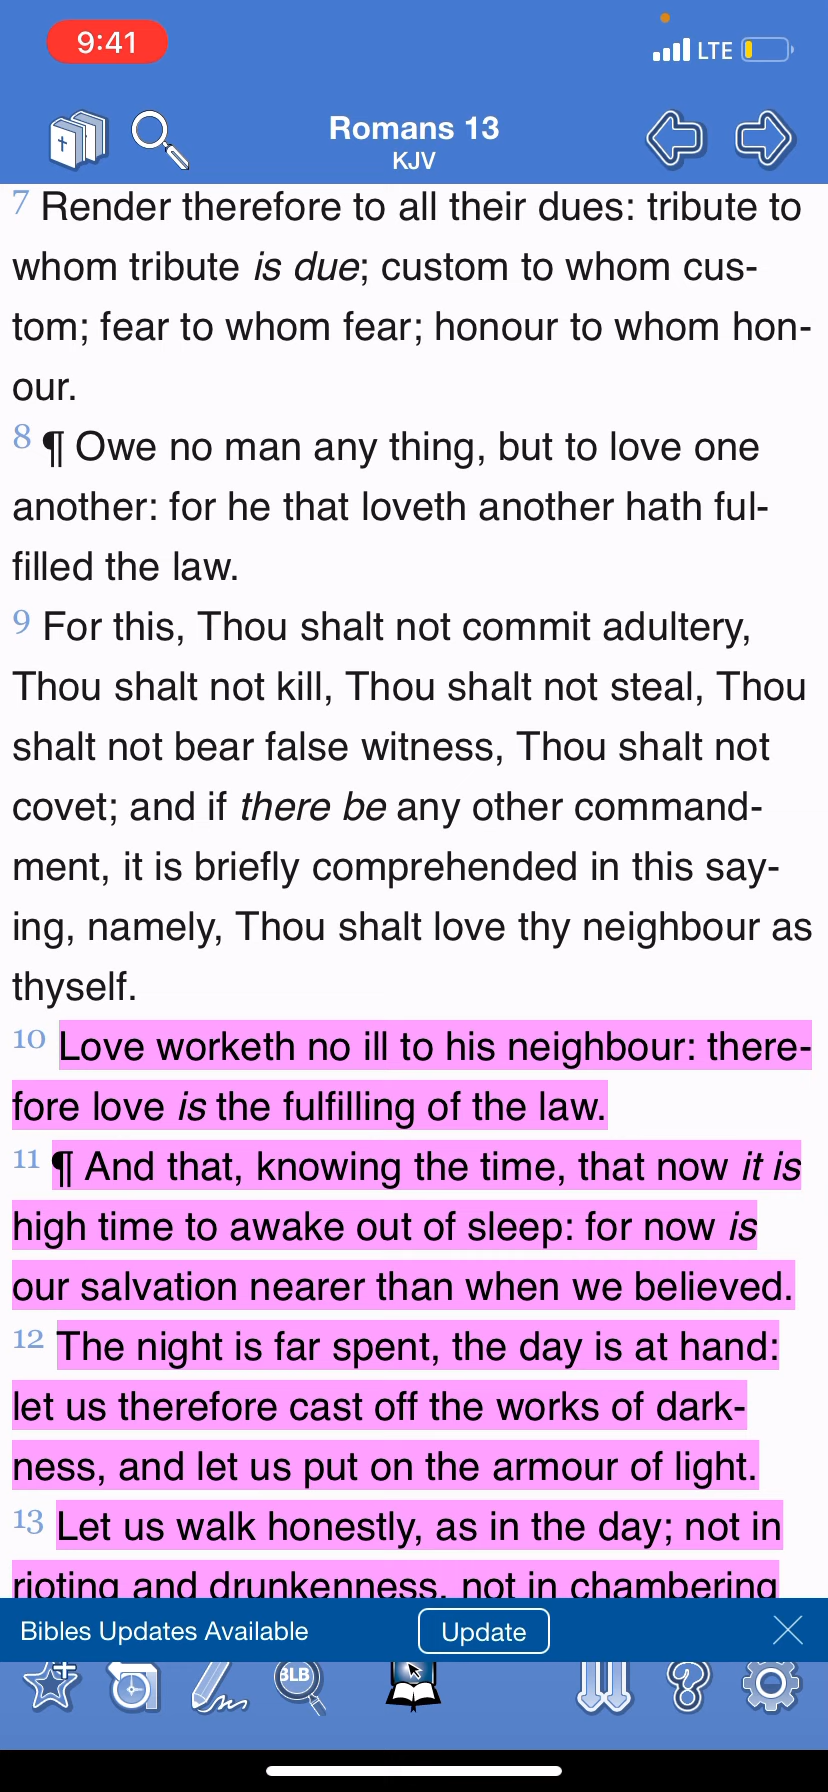 9:41
LTE
Romans 13
KJV
7 Render therefore to all their dues: tribute to
whom tribute is due; custom to whom cus-
tom; fear to whom fear; honour to whom hon-
our.
8 ¶ Owe no man any thing, but to love one
another: for he that loveth another hath ful-
filled the law.
9 For this, Thou shalt not commit adultery,
Thou shalt not kill, Thou shalt not steal, Thou
shalt not bear false witness, Thou shalt not
covet; and if there be any other command-
ment, it is briefly comprehended in this say-
ing, namely, Thou shalt love thy neighbour as
thyself.
10 Love worketh no ill to his neighbour: there-
fore love is the fulfilling of the law.
11 ¶ And that, knowing the time, that now it is
high time to awake out of sleep: for now is
our salvation nearer than when we believed.
12 The night is far spent, the day is at hand:
let us therefore cast off the works of dark-
ness, and let us put on the armour of light.
13 Let us walk honestly, as in the day; not in
rioting and drunkenness, not in chambering
Bibles Updates Available
Update
BLB